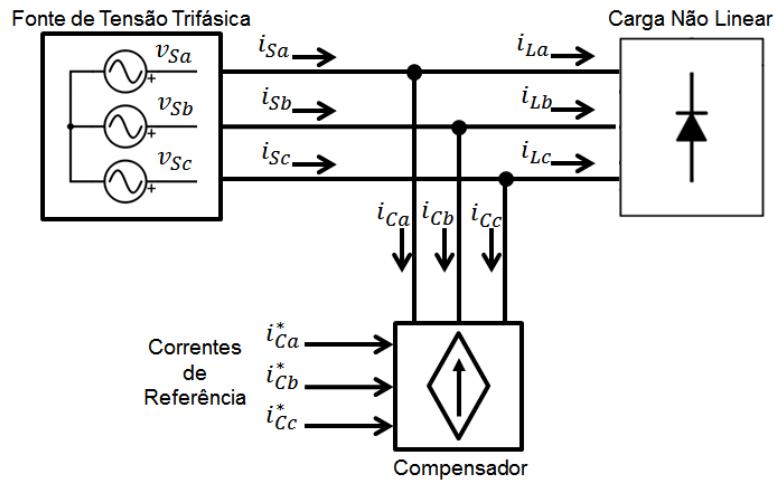 Fonte de Tensão Trifásica
Carga Não Linear
v_Sa
i_Sa
i_La
v_Sb
i_Sb
i_Lb
v_Sc
i_Sc
i_Lc
i_Ca i_Cb i_Cc
Correntes
de
Referência
i*_Ca
i*_Cb
i*_Cc
Compensador